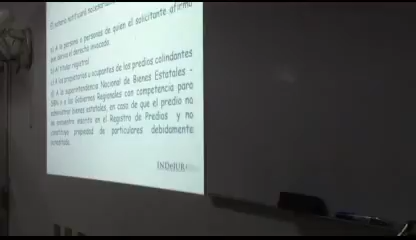 El notario notificará necesariamente
a) A la persona o personas de quien el solicitante afirma
que deriva el derecho invocado.
b) Al titular registral
c) A los propietarios u ocupantes de los predios colindantes
d) A la superintendencia Nacional de Bienes Estatales -
SBN o a los Gobiernos Regionales con competencia para
administrar bienes estatales, en caso de que el predio no
se encuentre inscrito en el Registro de Predios y no
constituya propiedad de particulares debidamente
acreditada.
INDeJUR